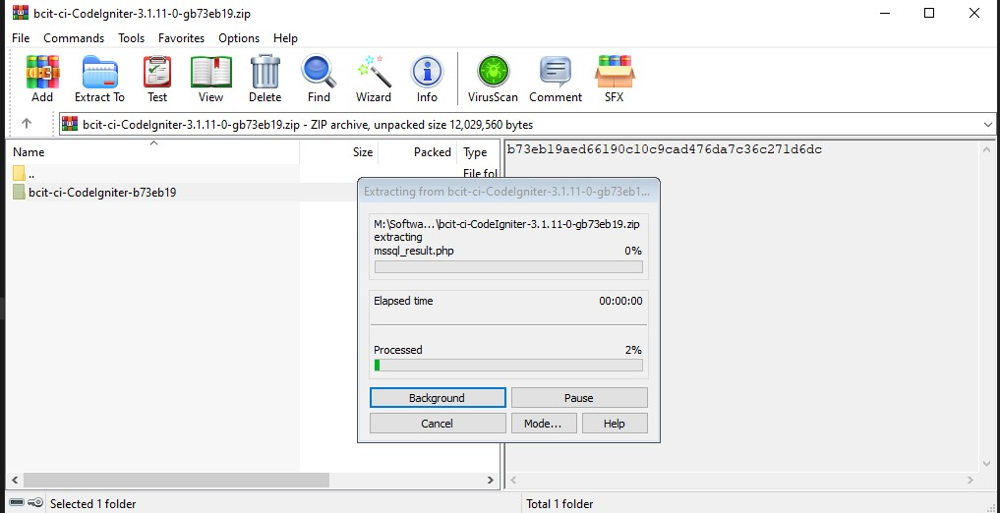 bcit-ci-CodeIgniter-3.1.11-0-gb73eb19.zip
File Commands Tools Favorites Options Help
Add Extract To Test View Delete Find Wizard Info VirusScan Comment SFX
bcit-ci-CodeIgniter-3.1.11-0-gb73eb19.zip - ZIP archive, unpacked size 12,029,560 bytes
Name Size Packed Type
b73eb19aed66190c10c9cad476da7c36c271d6dc
.. File fol
bcit-ci-CodeIgniter-b73eb19
Extracting from bcit-ci-CodeIgniter-3.1.11-0-gb73eb1...
M:\Softwa...\bcit-ci-CodeIgniter-3.1.11-0-gb73eb19.zip
extracting
mssql_result.php 0%
Elapsed time 00:00:00
Processed 2%
Background Pause
Cancel Mode... Help
Selected 1 folder Total 1 folder